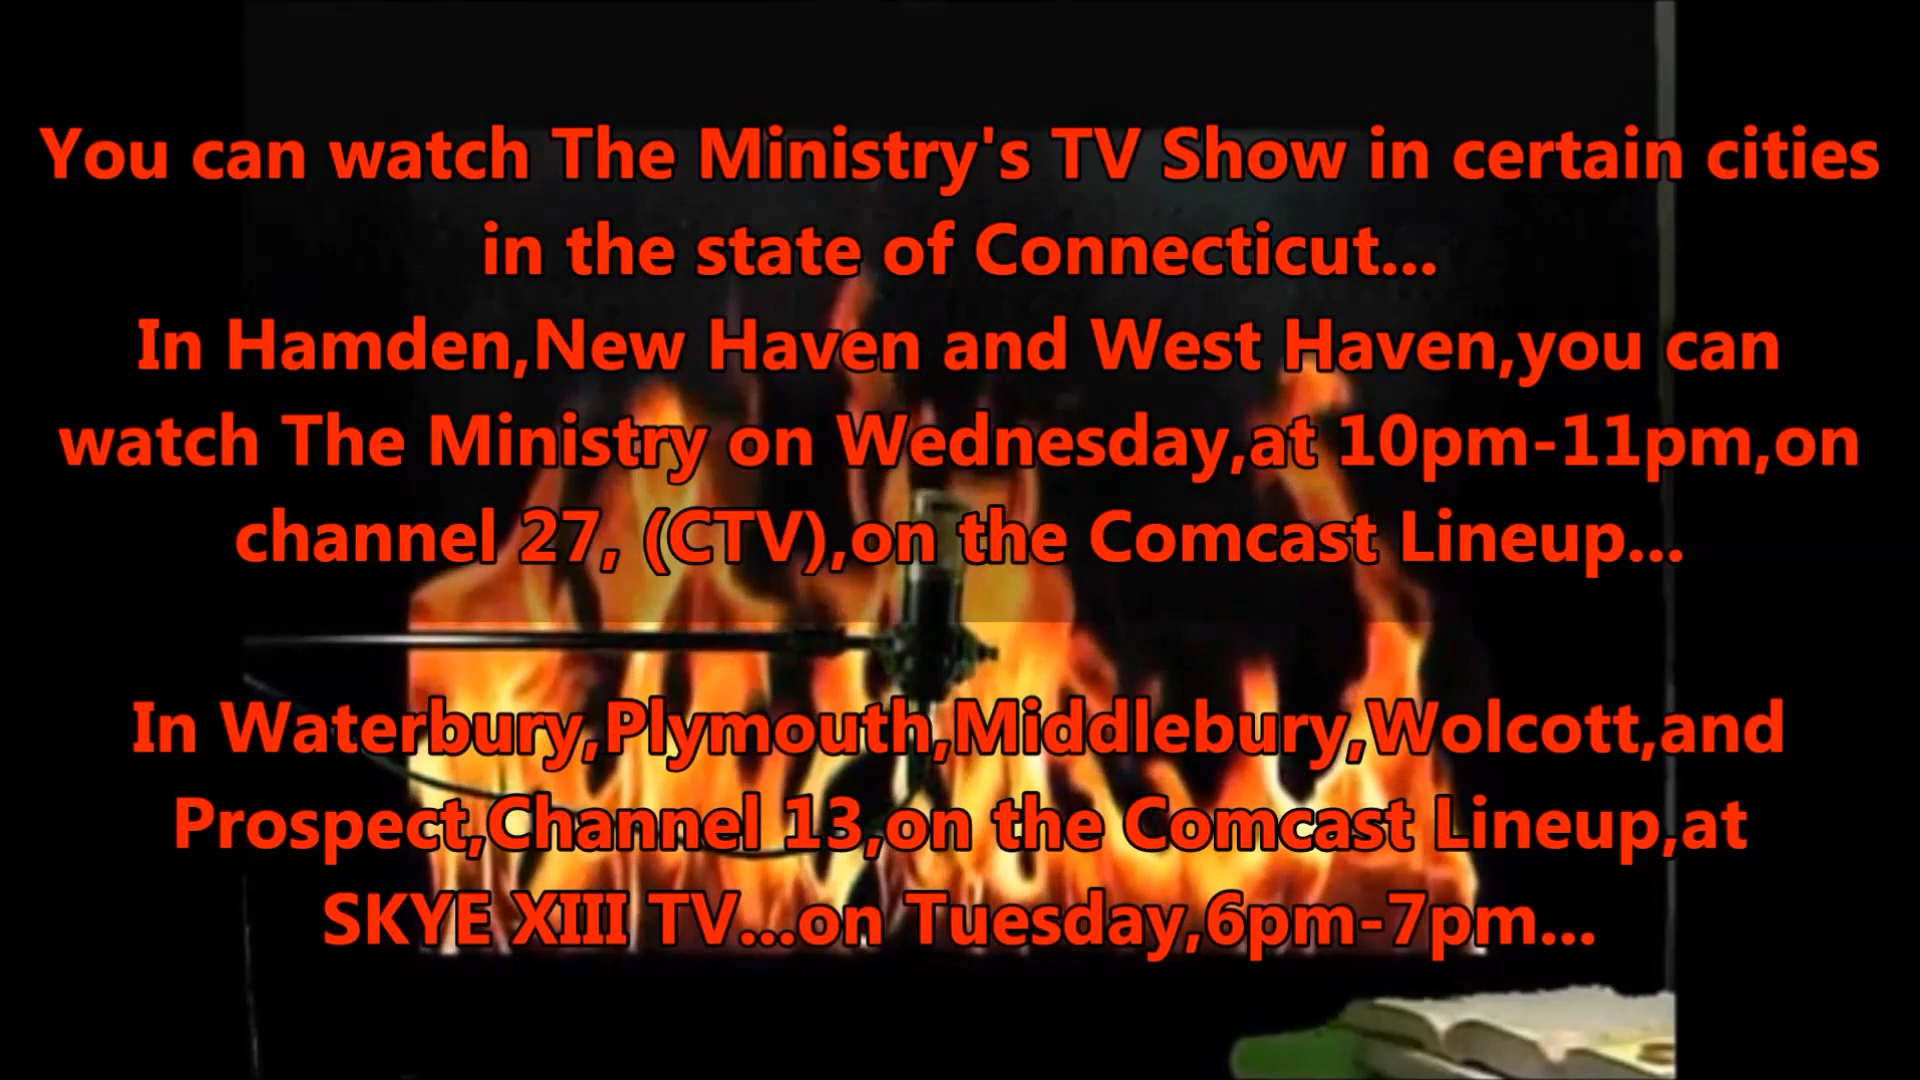 You can watch The Ministry's TV Show in certain cities
in the state of Connecticut...
In Hamden,New Haven and West Haven,you can
watch The Ministry on Wednesday,at 10pm-11pm,on
channel 27, (CTV),on the Comcast Lineup...
In Waterbury,Plymouth,Middlebury,Wolcott,and
Prospect,Channel 13,on the Comcast Lineup,at
SKYE XIII TV...on Tuesday,6pm-7pm...